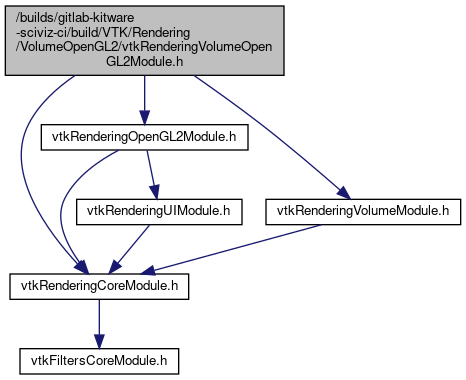 /builds/gitlab-kitware
-sciviz-ci/build/VTK/Rendering
/VolumeOpenGL2/vtkRenderingVolumeOpen
GL2Module.h
vtkRenderingOpenGL2Module.h
vtkRenderingUIModule.h
vtkRenderingVolumeModule.h
vtkRenderingCoreModule.h
vtkFiltersCoreModule.h